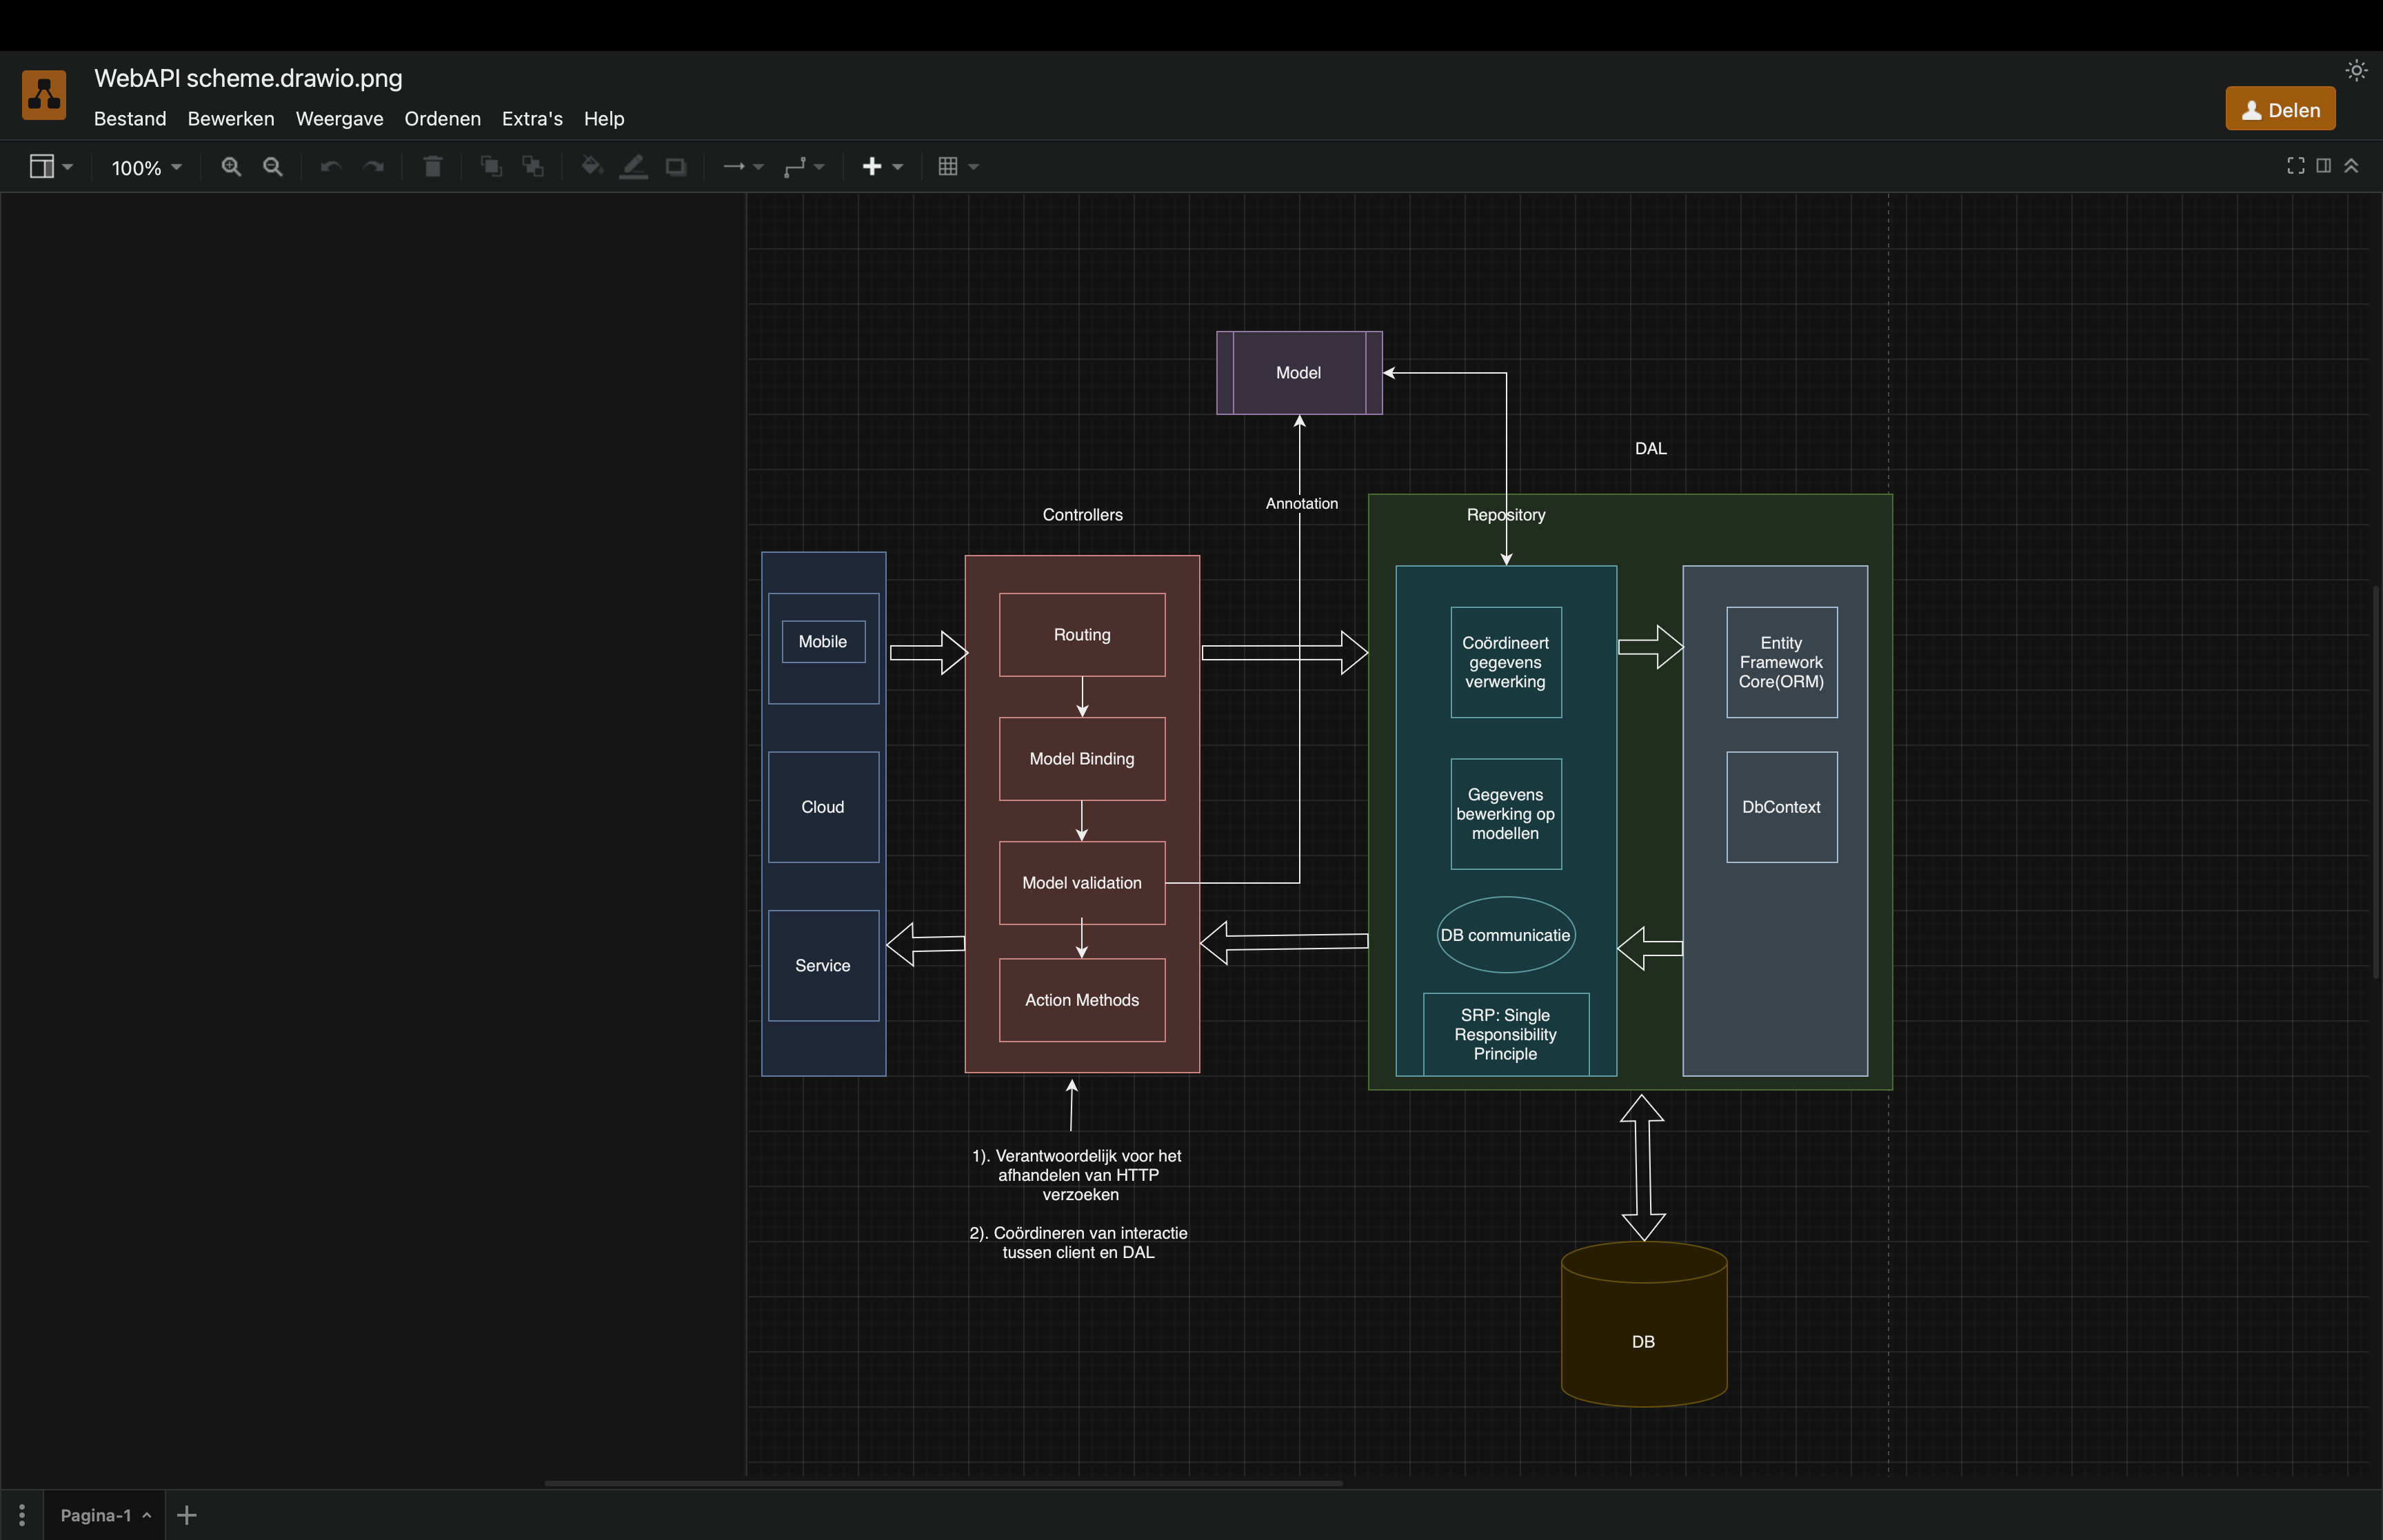 WebAPI scheme.drawio.png
Bestand Bewerken Weergave Ordenen Extra's Help
Delen
100%
Model
DAL
Annotation
Controllers
Repository
Mobile
Cloud
Service
Routing
Model Binding
Model validation
Action Methods
Coördineert
gegevens
verwerking
Gegevens
bewerking op
modellen
DB communicatie
SRP: Single
Responsibility
Principle
Entity
Framework
Core(ORM)
DbContext
1). Verantwoordelijk voor het
afhandelen van HTTP
verzoeken
2). Coördineren van interactie
tussen client en DAL
DB
Pagina-1